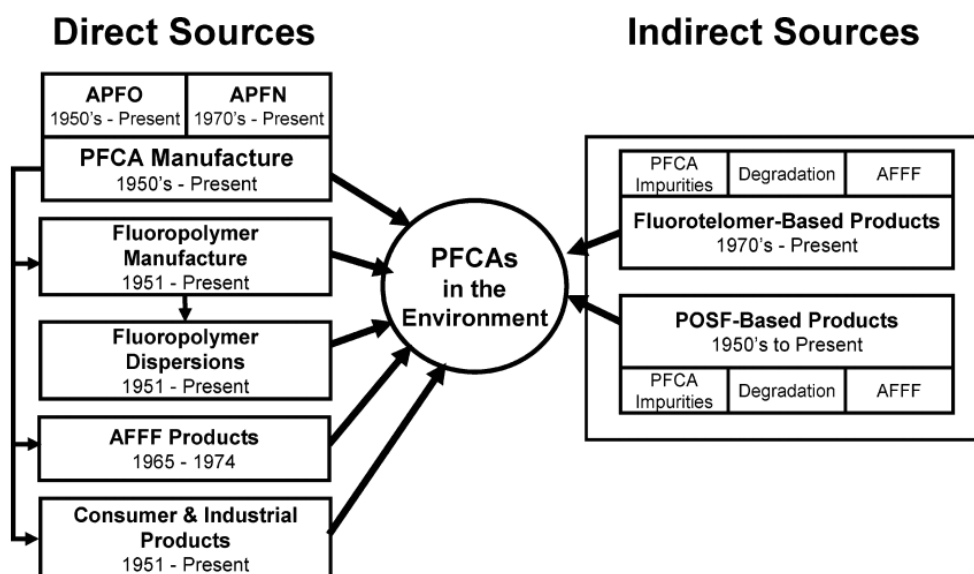 Direct Sources
APFO
1950's - Present
APFN
1970's - Present
PFCA Manufacture
1950's - Present
Fluoropolymer
Manufacture
1951 - Present
Fluoropolymer
Dispersions
1951 - Present
AFFF Products
1965 - 1974
Consumer & Industrial
Products
1951 - Present
PFCAs
in the
Environment
Indirect Sources
PFCA
Impurities
Degradation
AFFF
Fluorotelomer-Based Products
1970's - Present
POSF-Based Products
1950's to Present
PFCA
Impurities
Degradation
AFFF